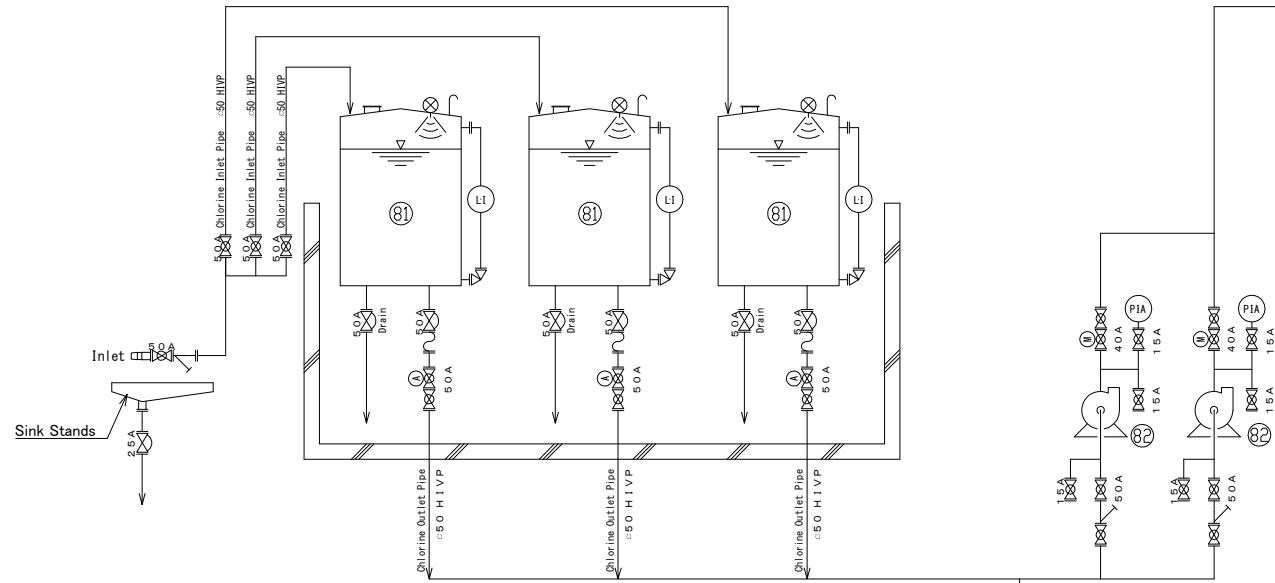 □50 HIVP
□50 HIVP
□50 HIVP
Chlorine Inlet Pipe
Chlorine Inlet Pipe
Chlorine Inlet Pipe
50A
50A
50A
Inlet
50A
Sink Stands
25A
81
81
81
L·I
L·I
L·I
50A
Drain
50A
50A
Drain
50A
50A
Drain
50A
A
50A
A
50A
A
50A
Chlorine Outlet Pipe
□50 HIVP
Chlorine Outlet Pipe
□50 HIVP
Chlorine Outlet Pipe
□50 HIVP
PIA
PIA
M
40A
15A
M
40A
15A
15A
15A
82
82
15A
50A
15A
50A